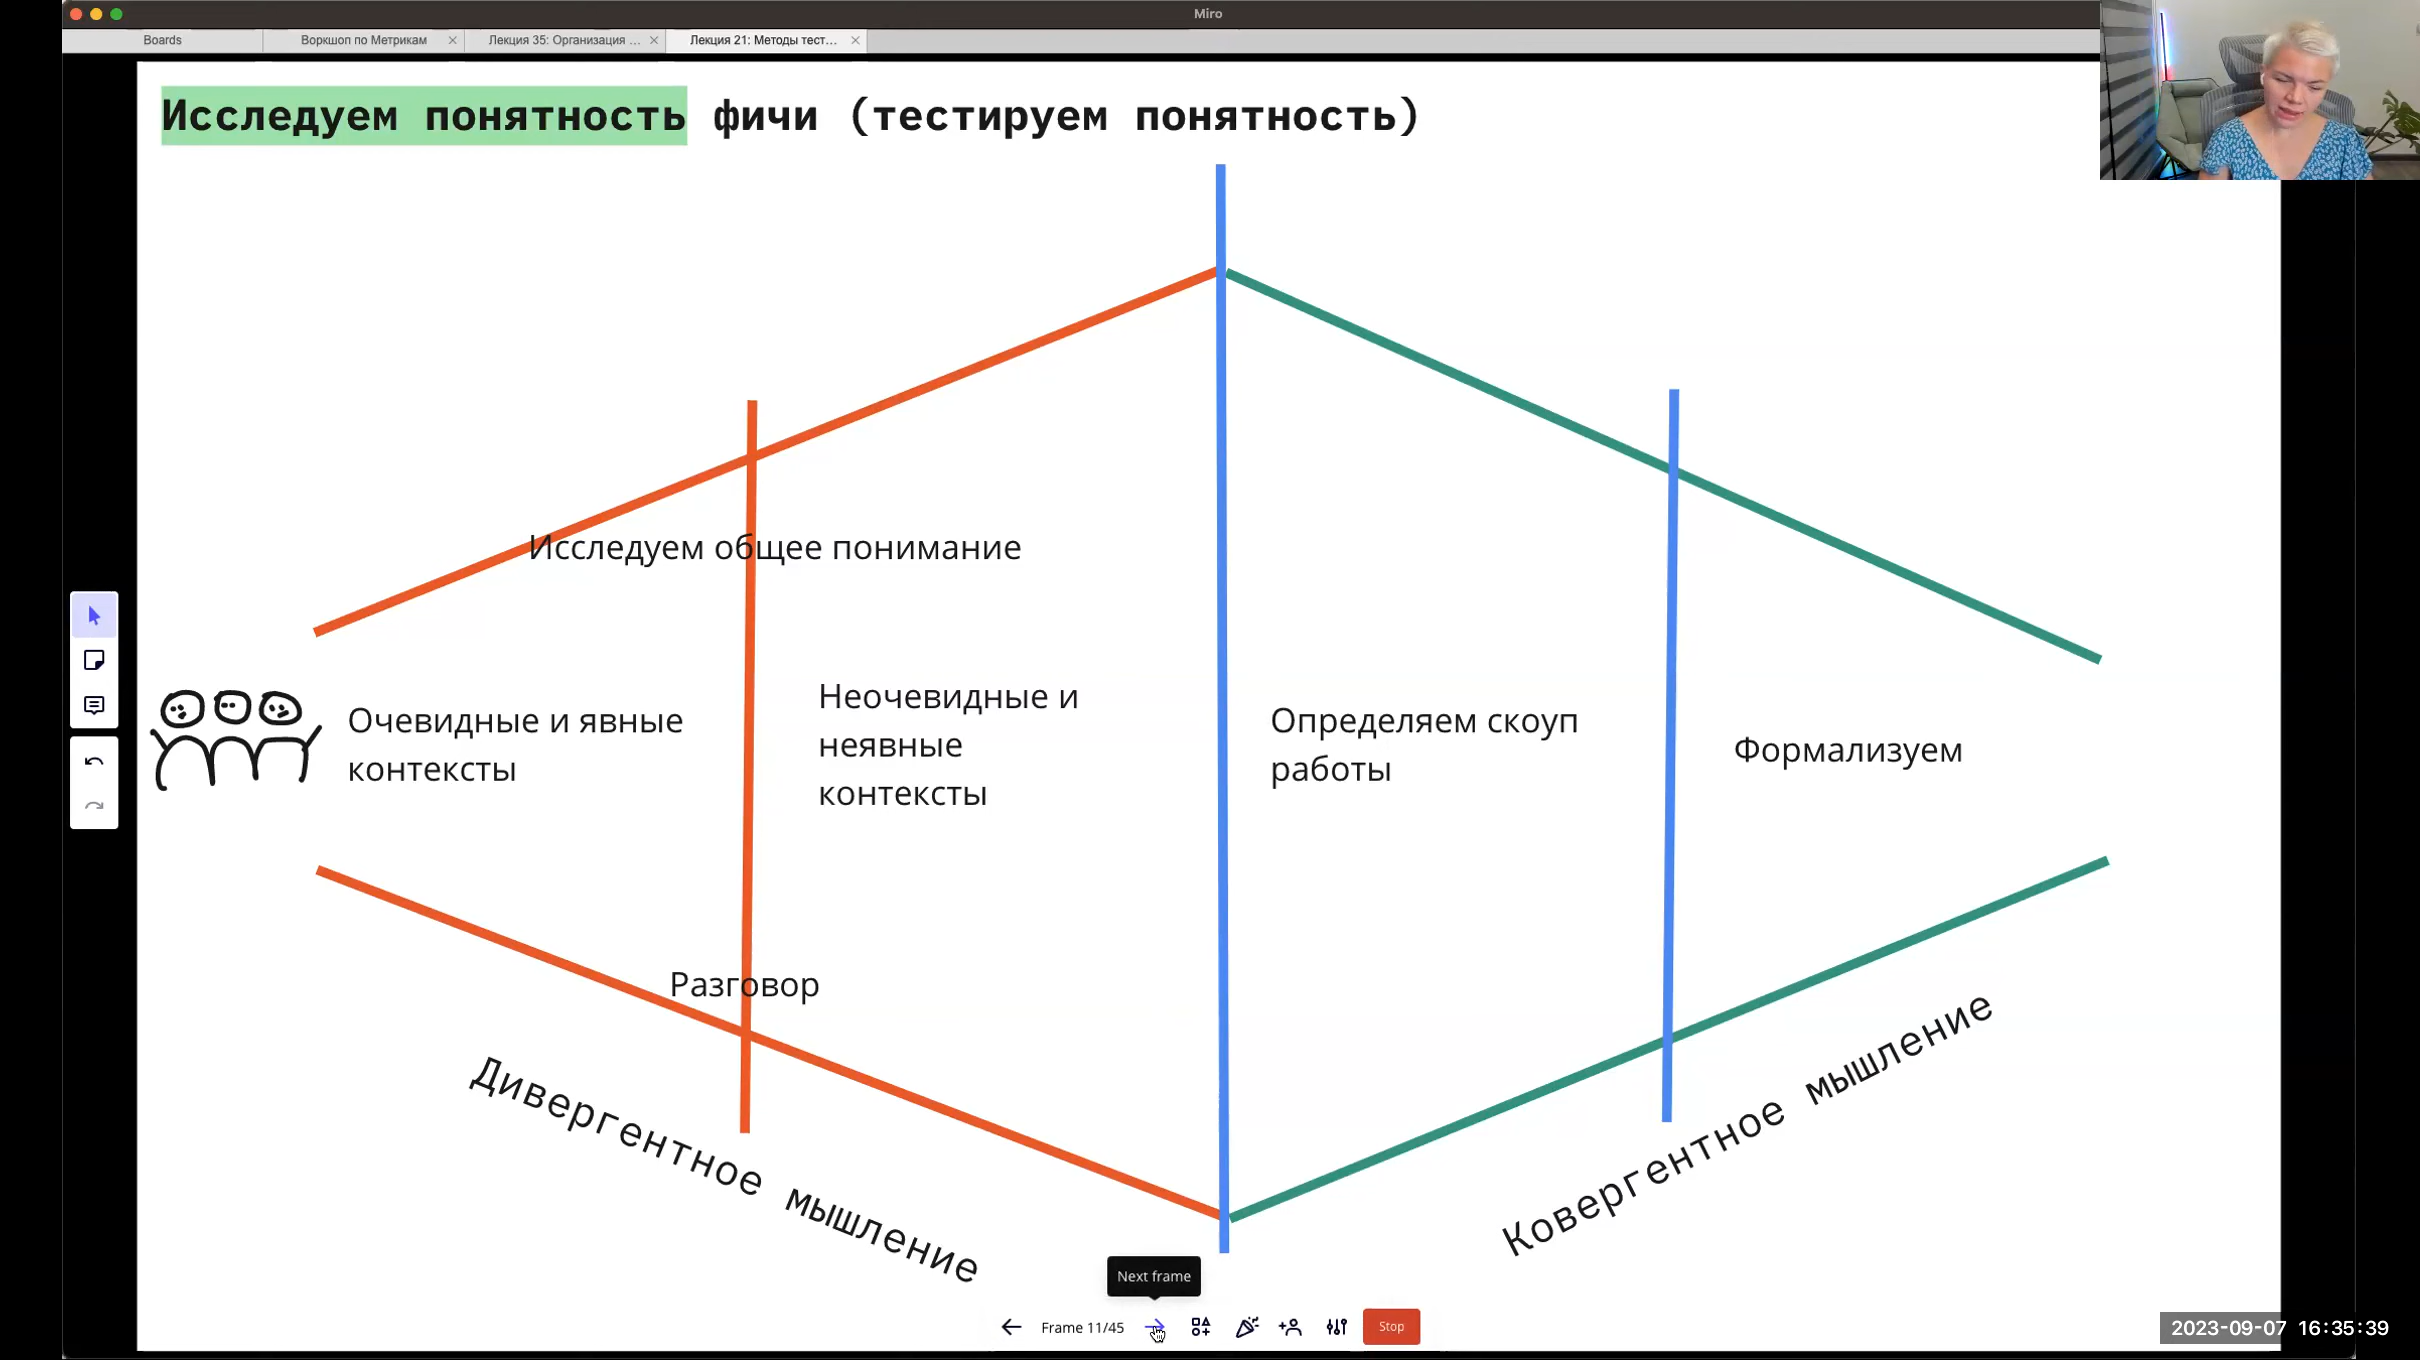 Miro
Boards
Воркшоп по Метрикам
Лекция 35: Организация ...
Лекция 21: Методы тест...
Исследуем понятность фичи (тестируем понятность)
Исследуем общее понимание
Очевидные и явные
контексты
Неочевидные и
неявные
контексты
Определяем скоуп
работы
Формализуем
Разговор
Дивергентное мышление
Ковергентное мышление
Next frame
Frame 11/45
Stop
2023-09-07 16:35:39